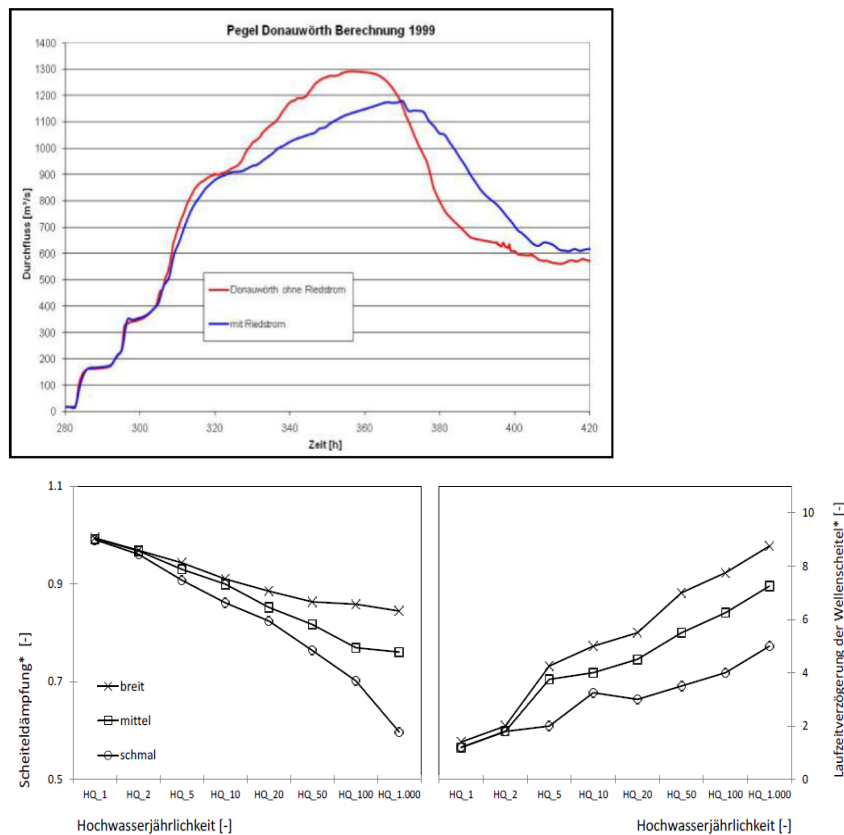 Pegel Donauwörth Berechnung 1999
1400
1300
1200
1100
1000
900
800
700
600
500
400
300
200
100
0
Durchfluss [m³/s]
Donauwörth ohne Riedstrom
mit Riedstrom
280 300 320 340 360 380 400 420
Zeit [h]
1.1
0.9
0.7
0.5
Scheiteldämpfung* [-]
breit
mittel
schmal
HQ_1 HQ_2 HQ_5 HQ_10 HQ_20 HQ_50 HQ_100 HQ_1.000
Hochwasserjährlichkeit [-]
10
8
6
4
2
0
Laufzeitverzögerung der Wellenscheitel* [-]
HQ_1 HQ_2 HQ_5 HQ_10 HQ_20 HQ_50 HQ_100 HQ_1.000
Hochwasserjährlichkeit [-]